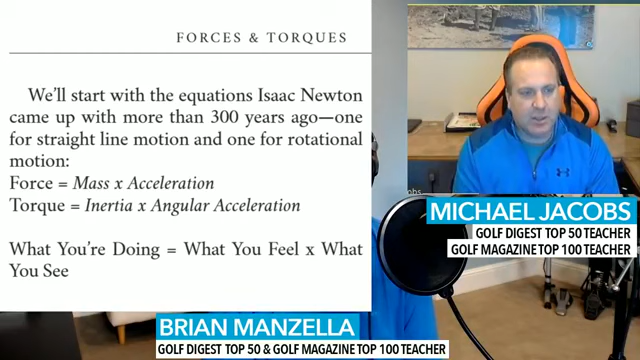 FORCES & TORQUES
We'll start with the equations Isaac Newton
came up with more than 300 years ago—one
for straight line motion and one for rotational
motion:
Force = Mass x Acceleration
Torque = Inertia x Angular Acceleration
What You're Doing = What You Feel x What
You See
MICHAEL JACOBS
GOLF DIGEST TOP 50 TEACHER
GOLF MAGAZINE TOP 100 TEACHER
BRIAN MANZELLA
GOLF DIGEST TOP 50 & GOLF MAGAZINE TOP 100 TEACHER